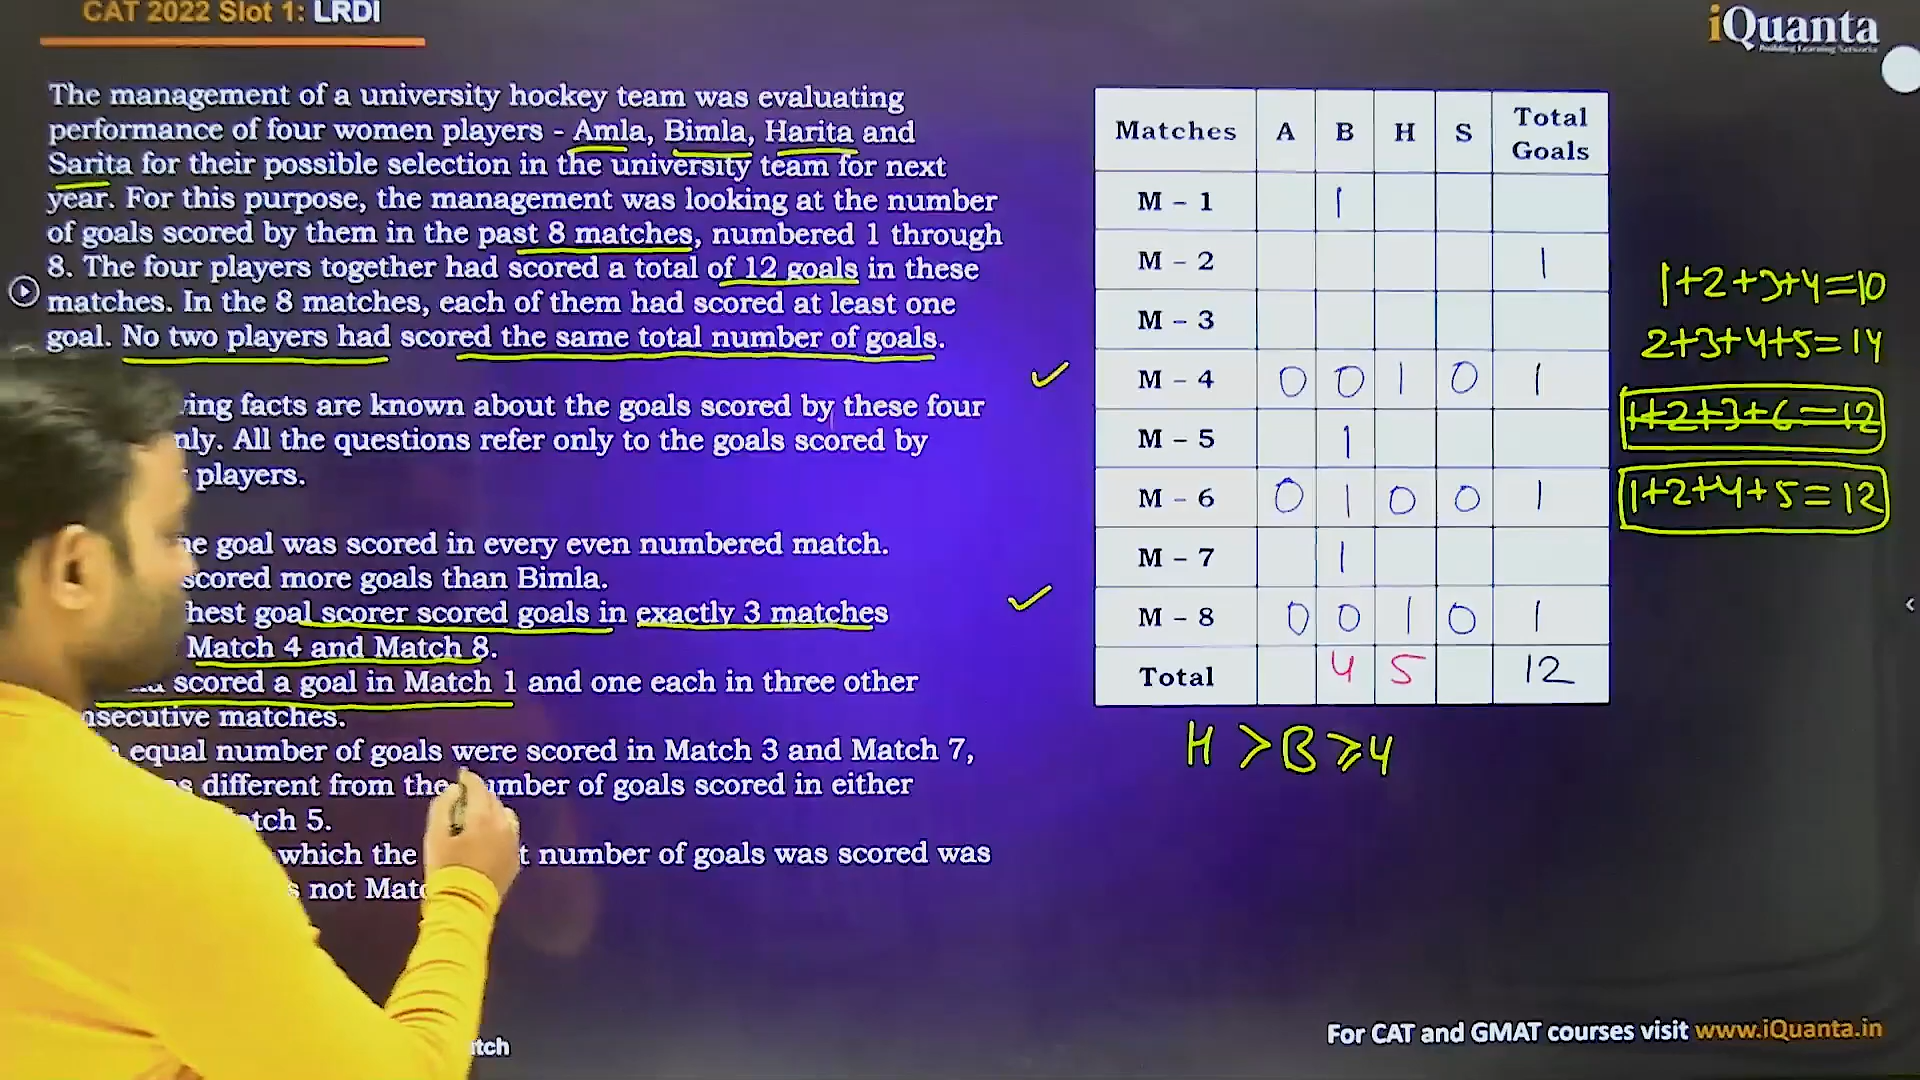 CAT 2022 Slot 1: LRDI
iQuanta
Building Learning Networks
The management of a university hockey team was evaluating
performance of four women players - Amla, Bimla, Harita and
Sarita for their possible selection in the university team for next
year. For this purpose, the management was looking at the number
of goals scored by them in the past 8 matches, numbered 1 through
8. The four players together had scored a total of 12 goals in these
matches. In the 8 matches, each of them had scored at least one
goal. No two players had scored the same total number of goals.
facts are known about the goals scored by these four
All the questions refer only to the goals scored by
players.
goal was scored in every even numbered match.
scored more goals than Bimla.
goal scorer scored goals in exactly 3 matches
Match 4 and Match 8.
scored a goal in Match 1 and one each in three other
matches.
equal number of goals were scored in Match 3 and Match 7,
different from the number of goals scored in either
5.
which the number of goals was scored was
not
Matches A B H S Total Goals
M - 1 1
M - 2 1
M - 3
M - 4 0 0 1 0 1
M - 5 1
M - 6 0 1 0 0 1
M - 7 1
M - 8 0 0 1 0 1
Total 4 5 12
H > B ⩾ 4
1+2+3+4=10
2+3+4+5=14
1+2+3+6=12
1+2+4+5=12
For CAT and GMAT courses visit www.iQuanta.in